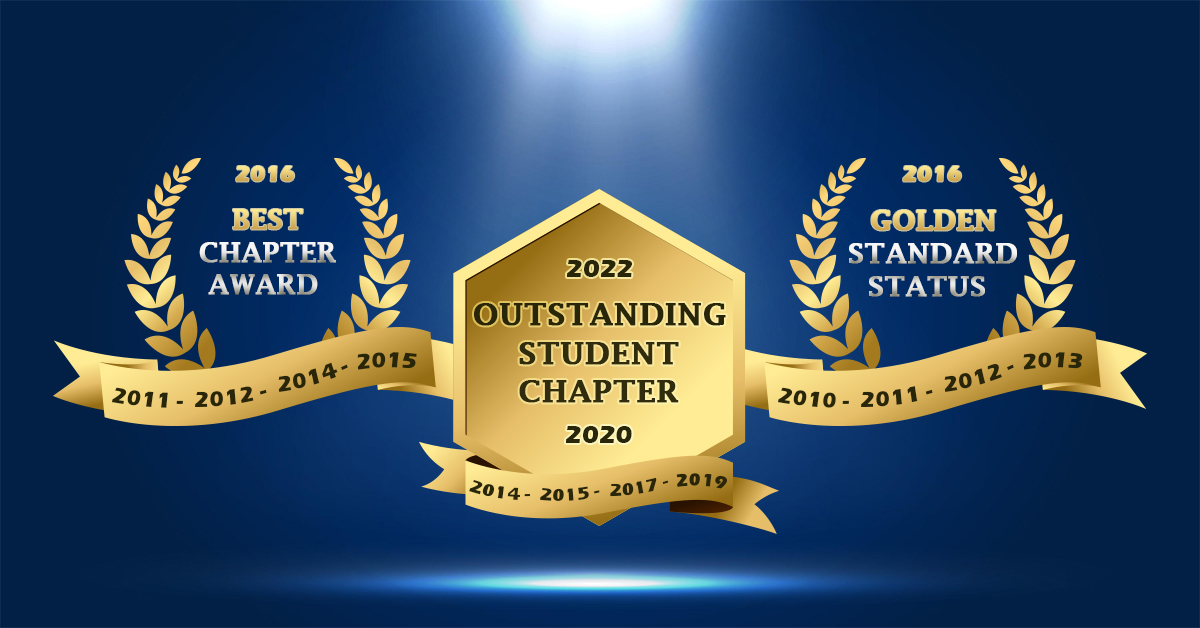 2016
BEST
CHAPTER
AWARD
2011 - 2012 - 2014 - 2015
2022
OUTSTANDING
STUDENT
CHAPTER
2020
2014 - 2015 - 2017 - 2019
2016
GOLDEN
STANDARD
STATUS
2010 - 2011 - 2012 - 2013